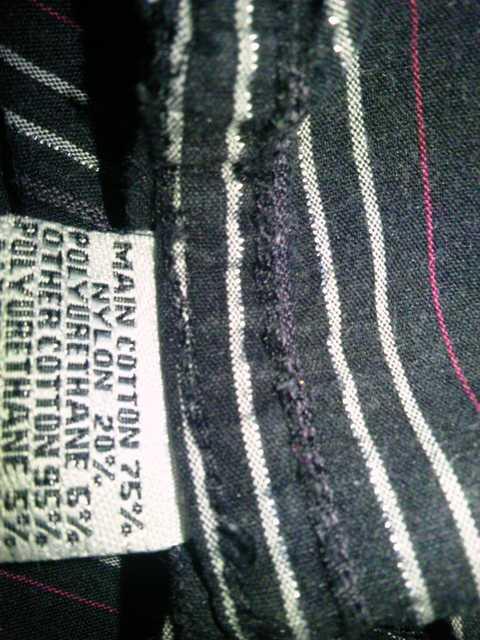 MAIN COTTON 75%
NYLON 20%
POLYURETHANE 5%
OTHER COTTON 95%
POLYURETHANE 5%